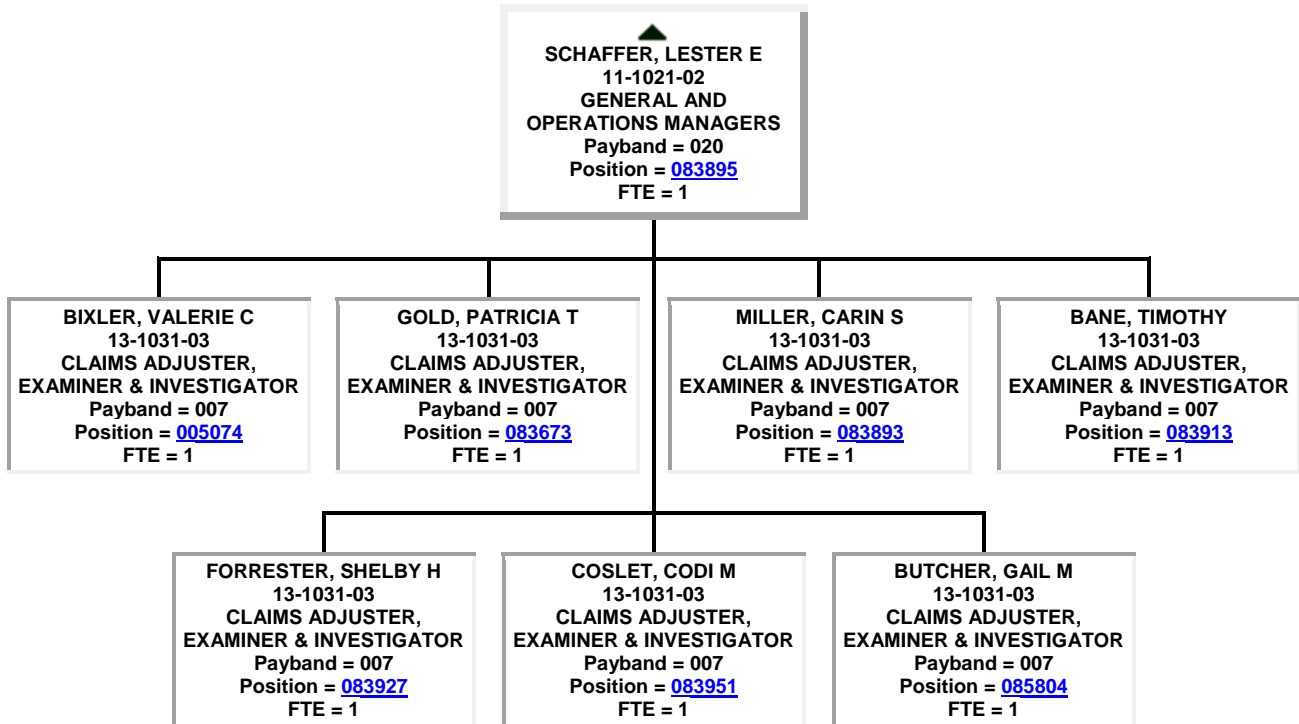 SCHAFFER, LESTER E
11-1021-02
GENERAL AND
OPERATIONS MANAGERS
Payband = 020
Position = 083895
FTE = 1
BIXLER, VALERIE C
13-1031-03
CLAIMS ADJUSTER,
EXAMINER & INVESTIGATOR
Payband = 007
Position = 005074
FTE = 1
GOLD, PATRICIA T
13-1031-03
CLAIMS ADJUSTER,
EXAMINER & INVESTIGATOR
Payband = 007
Position = 083673
FTE = 1
MILLER, CARIN S
13-1031-03
CLAIMS ADJUSTER,
EXAMINER & INVESTIGATOR
Payband = 007
Position = 083893
FTE = 1
BANE, TIMOTHY
13-1031-03
CLAIMS ADJUSTER,
EXAMINER & INVESTIGATOR
Payband = 007
Position = 083913
FTE = 1
FORRESTER, SHELBY H
13-1031-03
CLAIMS ADJUSTER,
EXAMINER & INVESTIGATOR
Payband = 007
Position = 083927
FTE = 1
COSLET, CODI M
13-1031-03
CLAIMS ADJUSTER,
EXAMINER & INVESTIGATOR
Payband = 007
Position = 083951
FTE = 1
BUTCHER, GAIL M
13-1031-03
CLAIMS ADJUSTER,
EXAMINER & INVESTIGATOR
Payband = 007
Position = 085804
FTE = 1